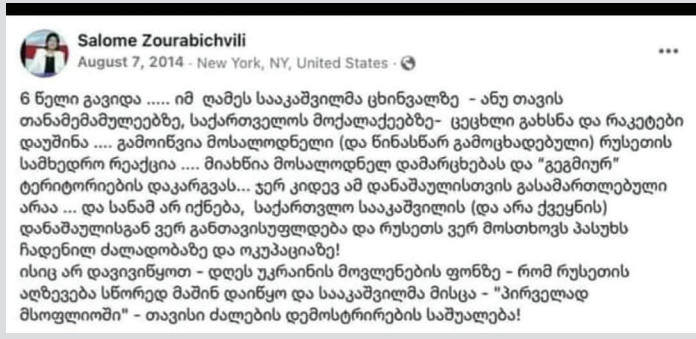 Salome Zourabichvili
August 7, 2014 · New York, NY, United States ·
6 წელი გავიდა ..... იმ ღამეს სააკაშვილმა ცხინვალზე - ანუ თავის
თანამემამულეებზე, საქართველოს მოქალაქეებზე- ცეცხლი გახსნა და რაკეტები
დაუშინა .... გამოიწვია მოსალოდნელი (და წინასწარ გამოცხადებული) რუსეთის
სამხედრო რეაქცია .... მიახწია მოსალოდნელ დამარცხებას და "გეგმიურ"
ტერიტორიების დაკარგვას... ჯერ კიდევ ამ დანაშაულისთვის გასამართლებული
არაა ... და სანამ არ იქნება, საქართვლო სააკაშვილის (და არა ქვეყნის)
დანაშაულისგან ვერ განთავისუფლდება და რუსეთს ვერ მოსთხოვს პასუხს
ჩადენილ ძალადობაზე და ოკუპაციაზე!
ისიც არ დავივიწყოთ - დღეს უკრაინის მოვლენების ფონზე - რომ რუსეთის
აღზევება სწორედ მაშინ დაიწყო და სააკაშვილმა მისცა - "პირველად
მსოფლიოში" - თავისი ძალების დემოსტრირების საშუალება!